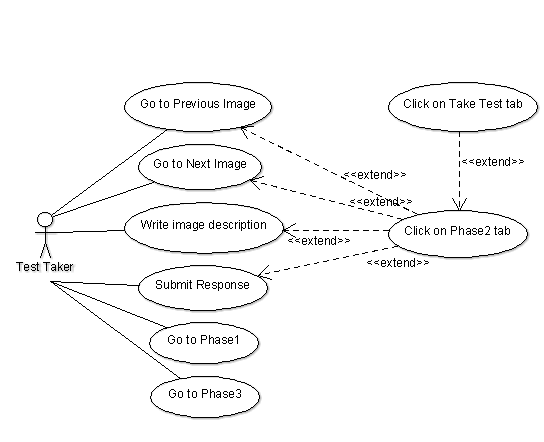 Go to Previous Image
Click on Take Test tab
Go to Next Image
<<extend>>
<<extend>>
<<extend>>
Write image description
Click on Phase2 tab
<<extend>>
<<extend>>
Test Taker
Submit Response
Go to Phase1
Go to Phase3